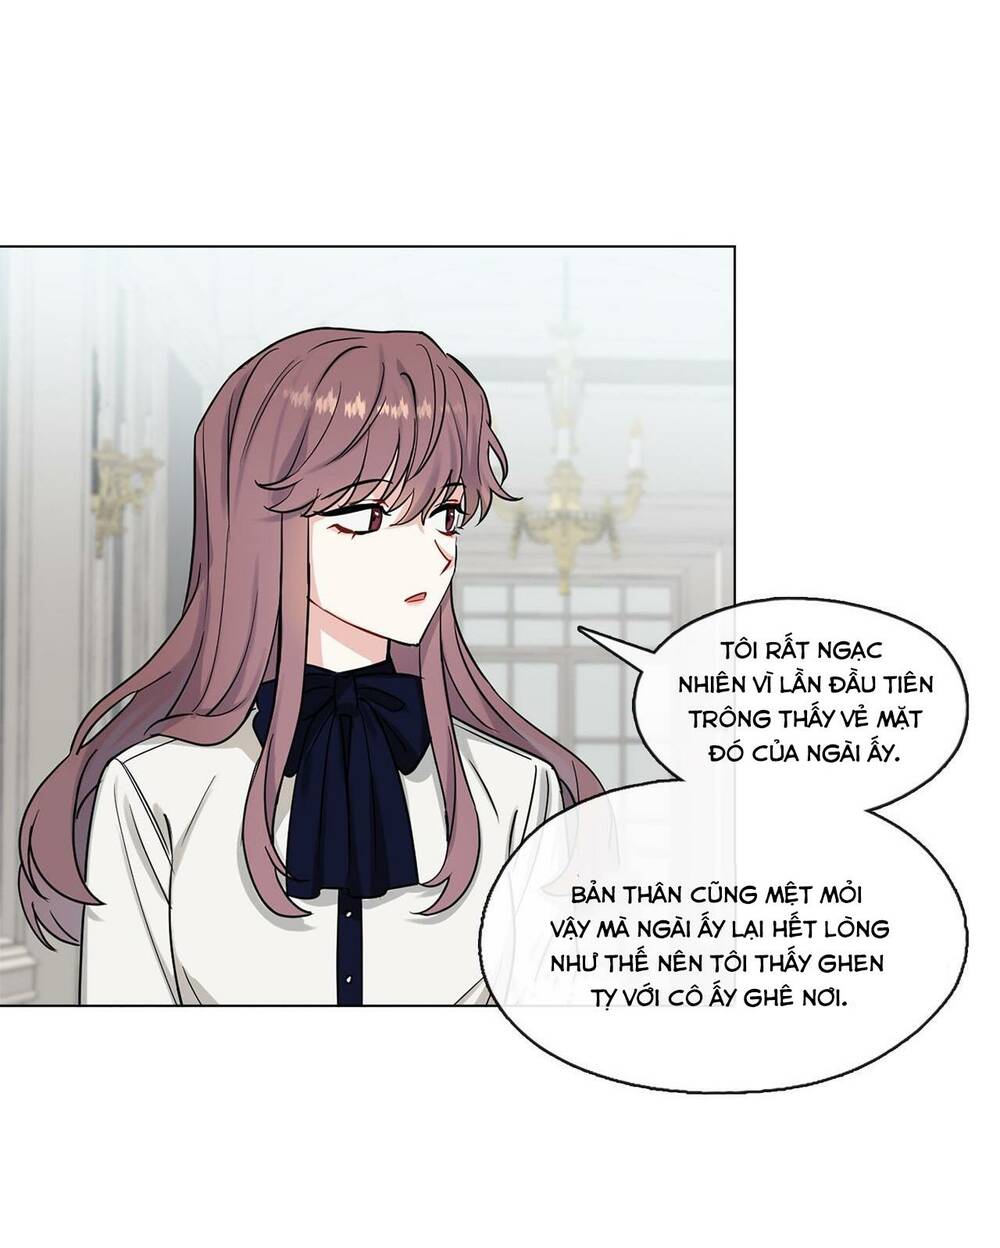 TÔI RẤT NGẠC
NHIÊN VÌ LẦN ĐẦU TIÊN
TRÔNG THẤY VẺ MẶT
ĐÓ CỦA NGÀI ẤY.
BẢN THÂN CŨNG MỆT MỎI
VẬY MÀ NGÀI ẤY LẠI HẾT LÒNG
NHƯ THẾ NÊN TÔI THẤY GHEN
TỴ VỚI CÔ ẤY GHÊ NƠI.